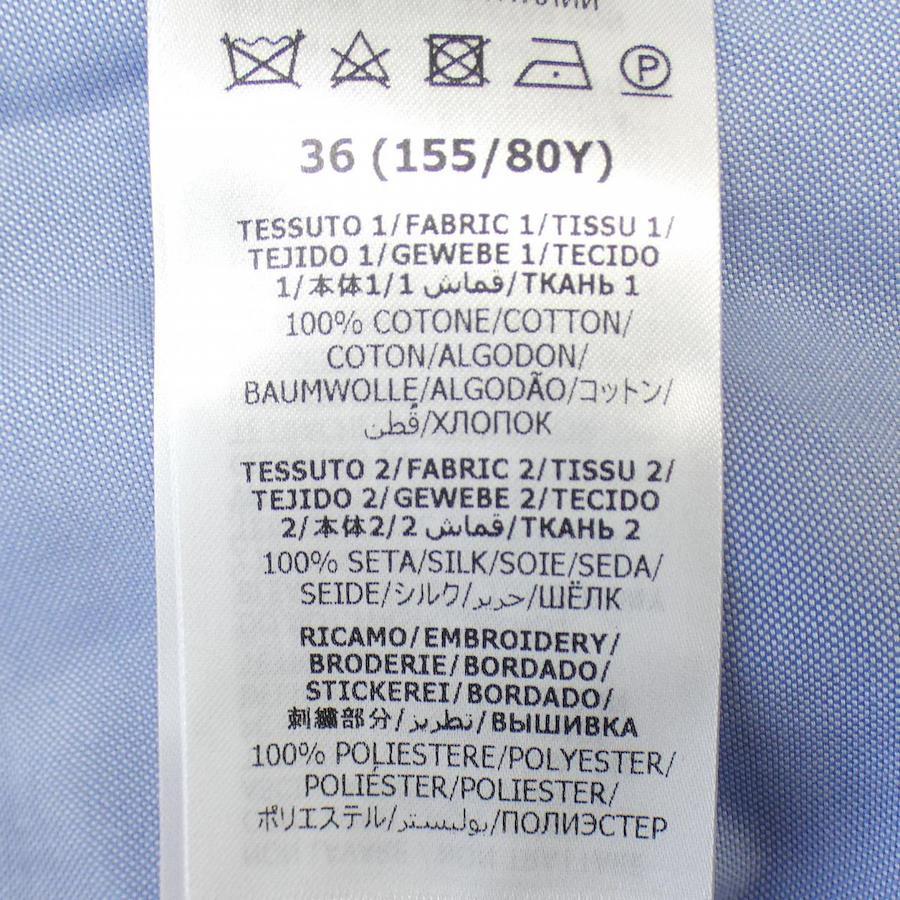 36 (155/80Y)
TESSUTO 1/FABRIC 1/TISSU 1/
TEJIDO 1/GEWEBE 1/TECIDO
1/本体1/1 قماش/ТКАНЬ 1
100% COTONE/COTTON/
COTON/ALGODON/
BAUMWOLLE/ALGODÃO/コットン/
قُطن/ХЛОПОК
TESSUTO 2/FABRIC 2/TISSU 2/
TEJIDO 2/GEWEBE 2/TECIDO
2/本体2/2 قماش/ТКАНЬ 2
100% SETA/SILK/SOIE/SEDA/
SEIDE/シルク/حرير/ШЁЛК
RICAMO/EMBROIDERY/
BRODERIE/BORDADO/
STICKEREI/BORDADO/
刺繍部分/تطريز/ВЫШИВКА
100% POLIESTERE/POLYESTER/
POLIÉSTER/POLIESTER/
ポリエステル/بوليستر/ПОЛИЭСТЕР